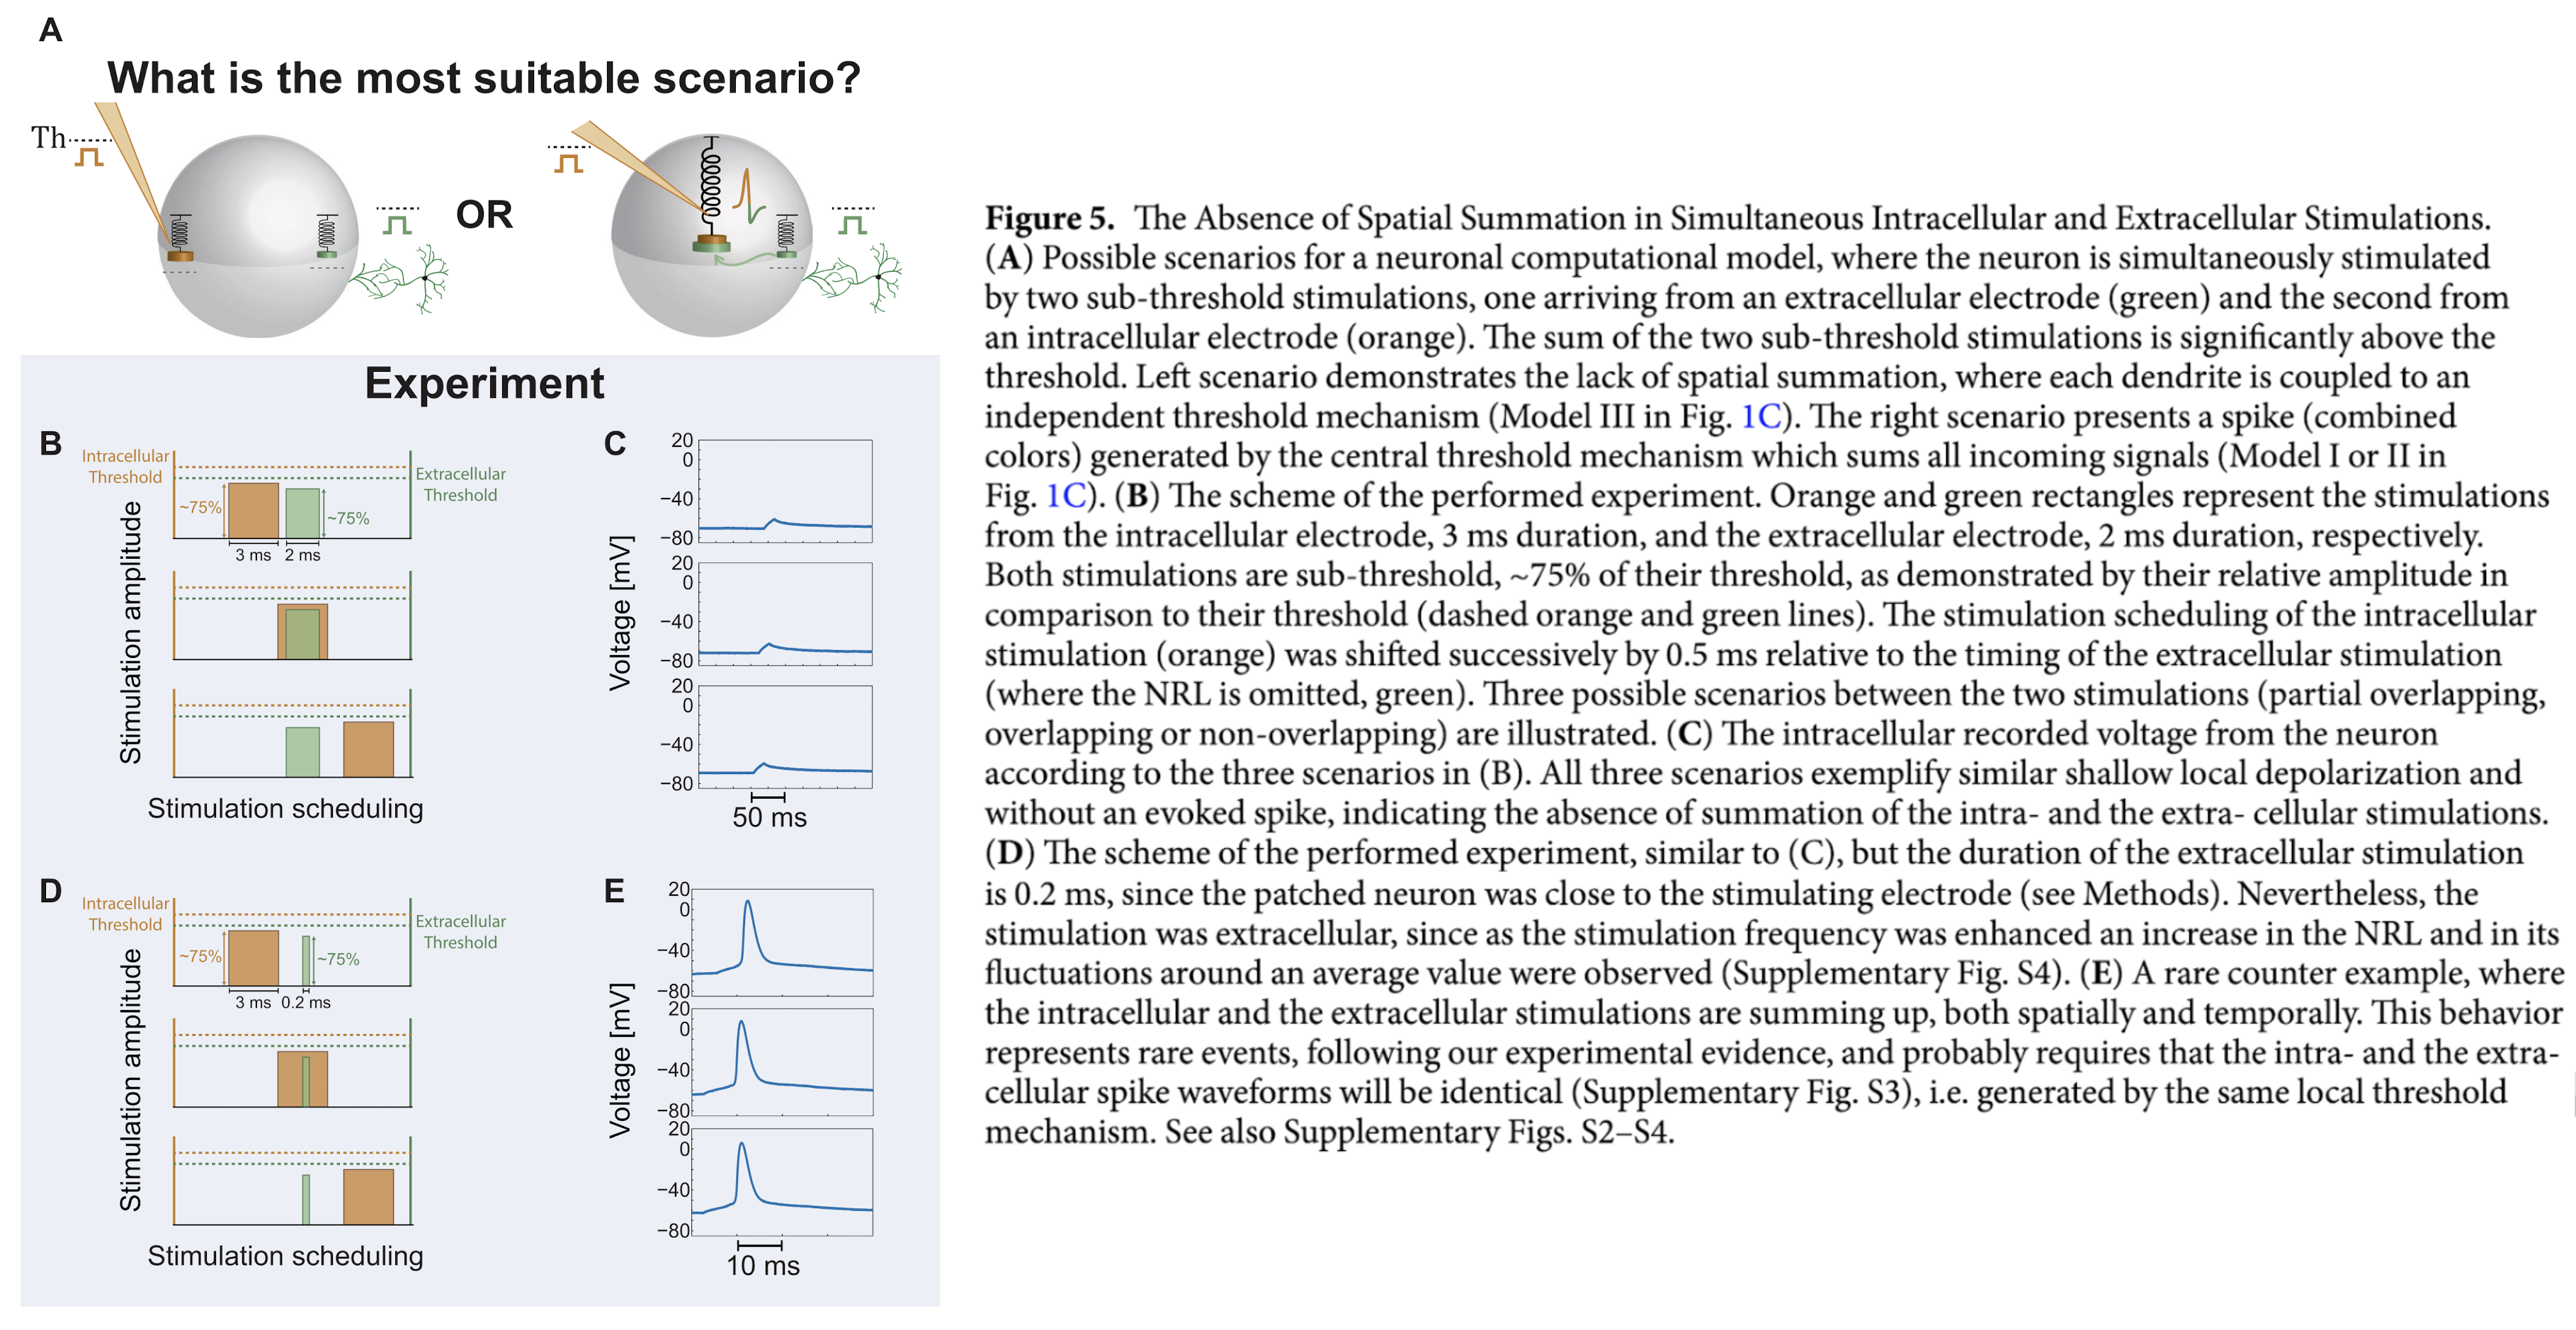 A
What is the most suitable scenario?
Th
OR
Experiment
B
Intracellular
Threshold
Extracellular
Threshold
~75%
~75%
3 ms 2 ms
Stimulation amplitude
Stimulation scheduling
C
20
0
−40
−80
20
0
−40
−80
20
0
−40
−80
Voltage [mV]
50 ms
D
Intracellular
Threshold
Extracellular
Threshold
~75%
~75%
3 ms 0.2 ms
Stimulation amplitude
Stimulation scheduling
E
20
0
−40
−80
20
0
−40
−80
20
0
−40
−80
Voltage [mV]
10 ms
Figure 5. The Absence of Spatial Summation in Simultaneous Intracellular and Extracellular Stimulations.
(A) Possible scenarios for a neuronal computational model, where the neuron is simultaneously stimulated
by two sub-threshold stimulations, one arriving from an extracellular electrode (green) and the second from
an intracellular electrode (orange). The sum of the two sub-threshold stimulations is significantly above the
threshold. Left scenario demonstrates the lack of spatial summation, where each dendrite is coupled to an
independent threshold mechanism (Model III in Fig. 1C). The right scenario presents a spike (combined
colors) generated by the central threshold mechanism which sums all incoming signals (Model I or II in
Fig. 1C). (B) The scheme of the performed experiment. Orange and green rectangles represent the stimulations
from the intracellular electrode, 3 ms duration, and the extracellular electrode, 2 ms duration, respectively.
Both stimulations are sub-threshold, ~75% of their threshold, as demonstrated by their relative amplitude in
comparison to their threshold (dashed orange and green lines). The stimulation scheduling of the intracellular
stimulation (orange) was shifted successively by 0.5 ms relative to the timing of the extracellular stimulation
(where the NRL is omitted, green). Three possible scenarios between the two stimulations (partial overlapping,
overlapping or non-overlapping) are illustrated. (C) The intracellular recorded voltage from the neuron
according to the three scenarios in (B). All three scenarios exemplify similar shallow local depolarization and
without an evoked spike, indicating the absence of summation of the intra- and the extra- cellular stimulations.
(D) The scheme of the performed experiment, similar to (C), but the duration of the extracellular stimulation
is 0.2 ms, since the patched neuron was close to the stimulating electrode (see Methods). Nevertheless, the
stimulation was extracellular, since as the stimulation frequency was enhanced an increase in the NRL and in its
fluctuations around an average value were observed (Supplementary Fig. S4). (E) A rare counter example, where
the intracellular and the extracellular stimulations are summing up, both spatially and temporally. This behavior
represents rare events, following our experimental evidence, and probably requires that the intra- and the extra-
cellular spike waveforms will be identical (Supplementary Fig. S3), i.e. generated by the same local threshold
mechanism. See also Supplementary Figs. S2–S4.